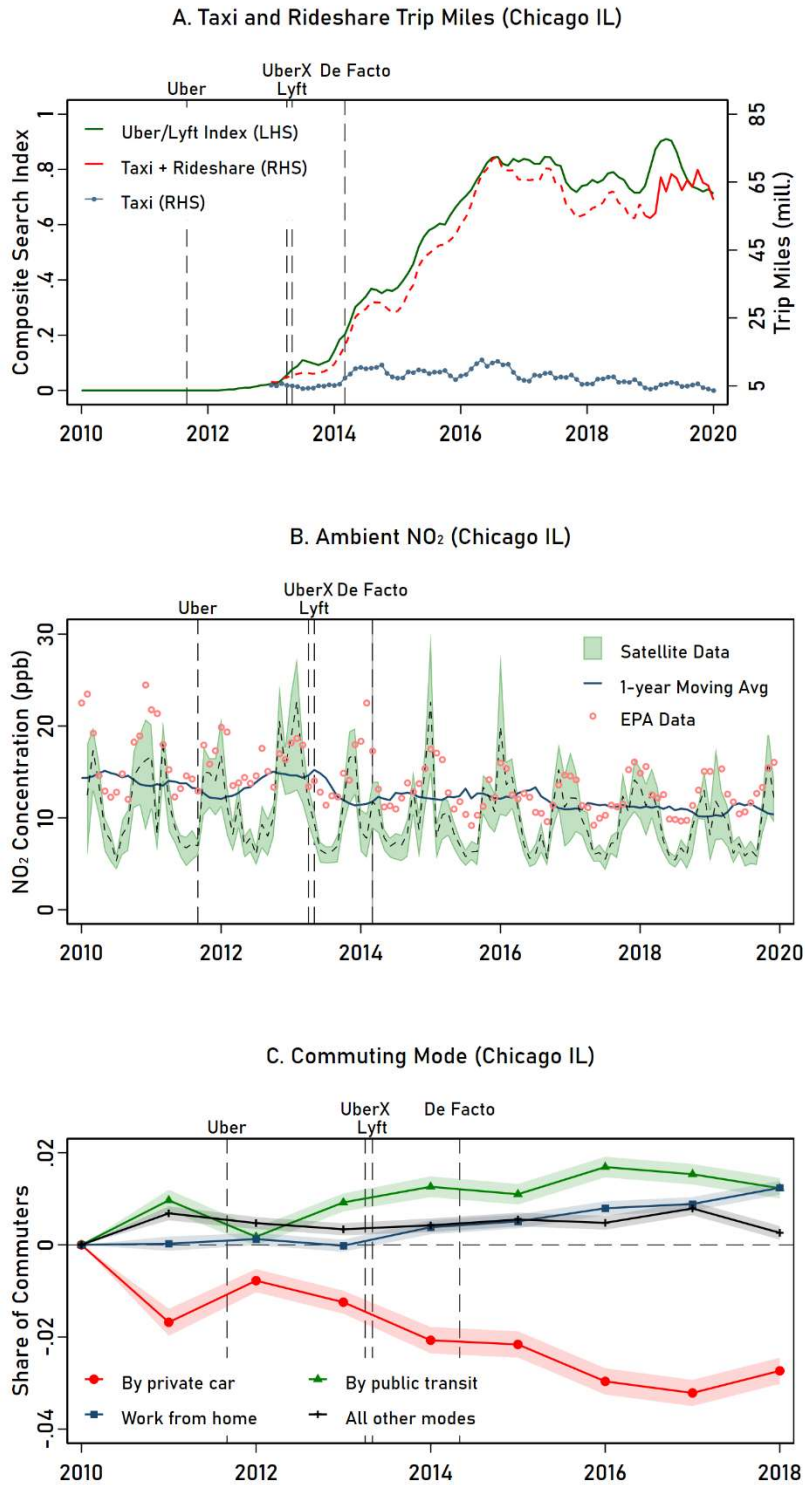 A. Taxi and Rideshare Trip Miles (Chicago IL)
UberX De Facto
Uber Lyft
Composite Search Index
1
.8
.6
.4
.2
0
Uber/Lyft Index (LHS)
Taxi + Rideshare (RHS)
Taxi (RHS)
85
65
45
25
5
Trip Miles (mill.)
2010 2012 2014 2016 2018 2020
B. Ambient NO₂ (Chicago IL)
UberX De Facto
Uber Lyft
NO₂ Concentration (ppb)
30
20
10
0
Satellite Data
1-year Moving Avg
EPA Data
2010 2012 2014 2016 2018 2020
C. Commuting Mode (Chicago IL)
UberX De Facto
Uber Lyft
Share of Commuters
.02
0
-.02
-.04
By private car By public transit
Work from home All other modes
2010 2012 2014 2016 2018